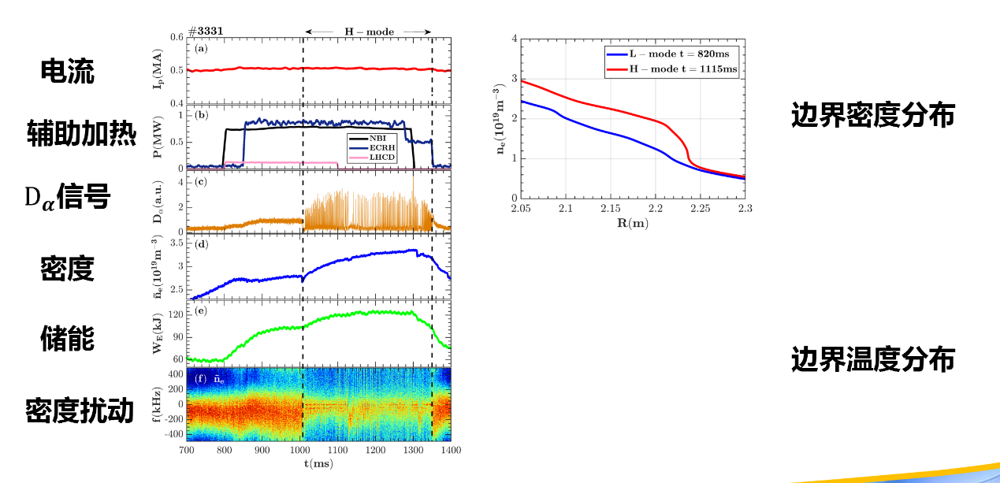 #3331
H – mode
电流
(a)
I_p(MA)
0.6
0.5
0.4
辅助加热
(b)
P(MW)
1
0.5
0
NBI
ECRH
LHCD
D_α信号
(c)
D_α(a.u.)
4
2
0
密度
(d)
n̄_e(10^19m^−3)
3.5
3
2.5
储能
(e)
W_E(kJ)
120
90
60
密度扰动
(f) ñ_e
f(kHz)
400
200
0
-200
-400
700 800 900 1000 1100 1200 1300 1400
t(ms)
L – mode t = 820ms
H – mode t = 1115ms
n_e(10^19m^−3)
4
3
2
1
0
2.05 2.1 2.15 2.2 2.25 2.3
R(m)
边界密度分布
边界温度分布